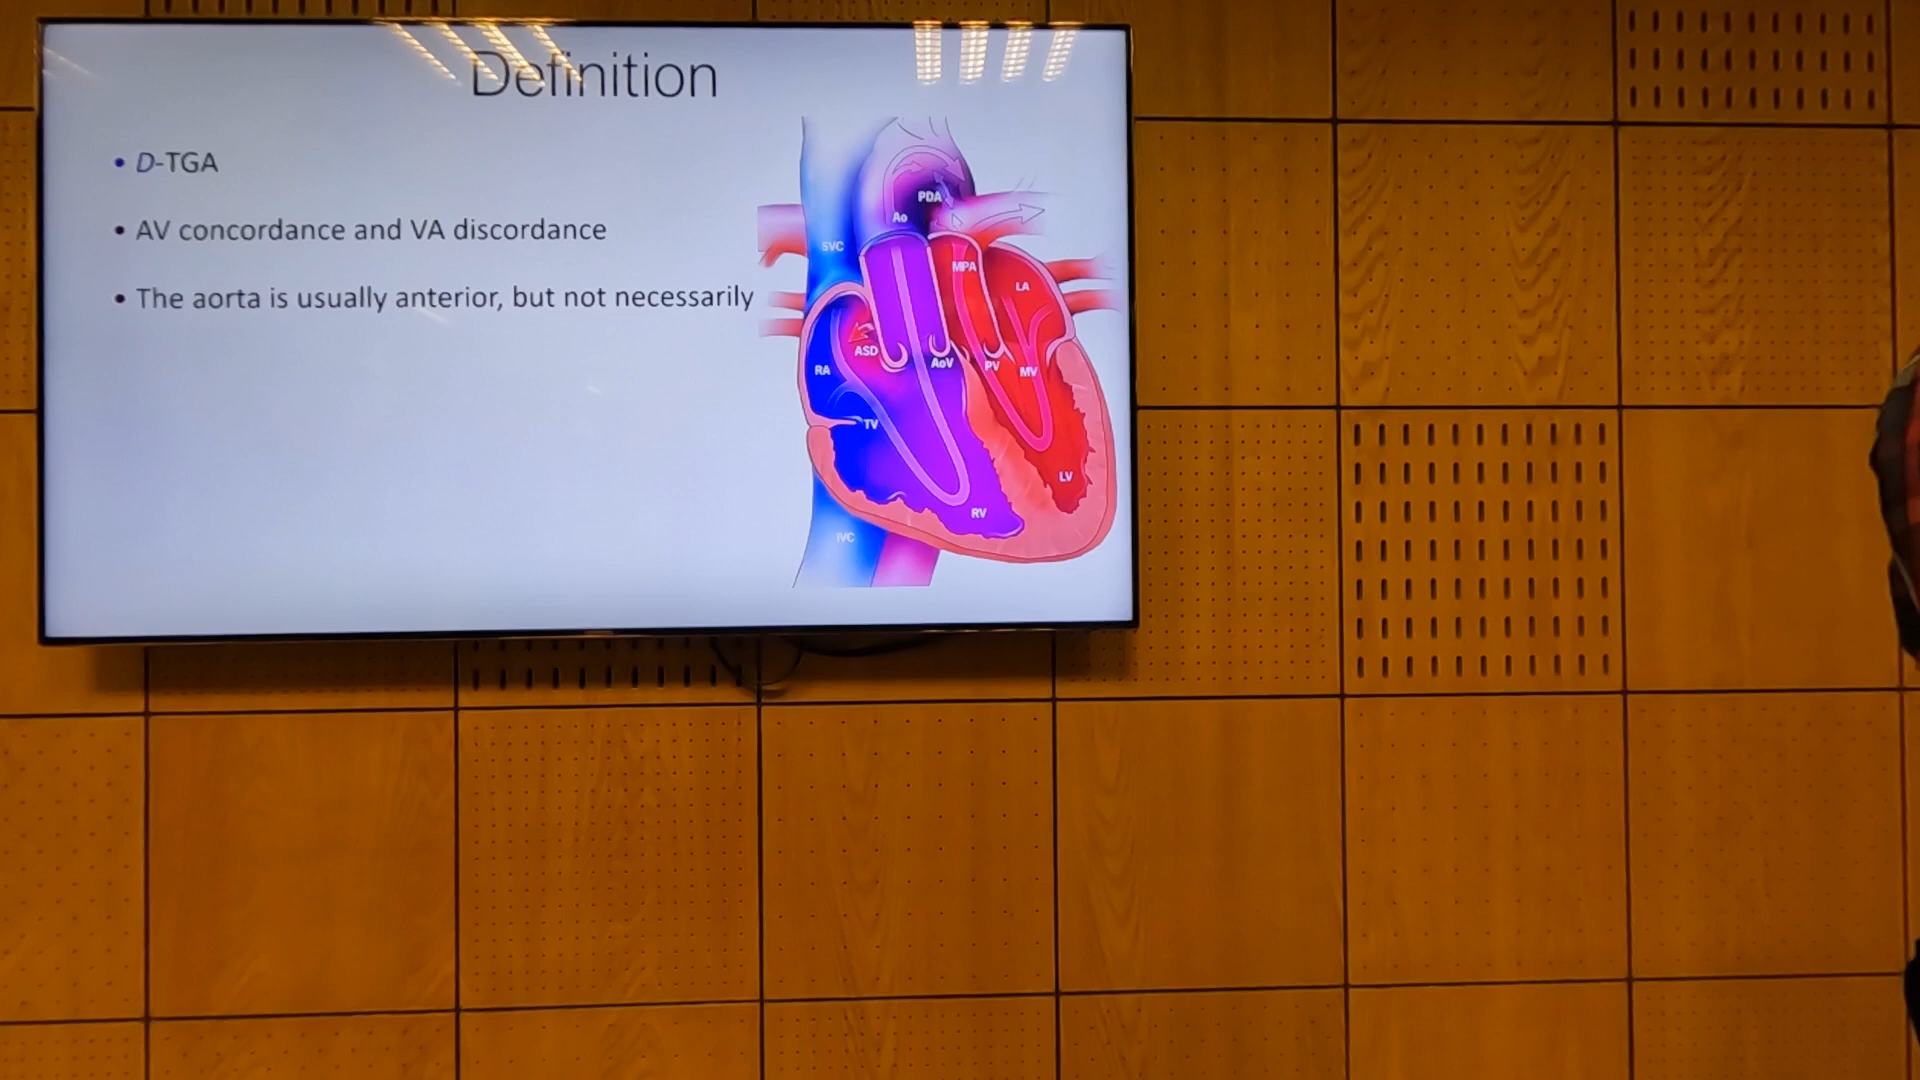 Definition
• D-TGA
• AV concordance and VA discordance
• The aorta is usually anterior, but not necessarily
PDA
Ao
SVC
MPA
LA
ASD
AoV
PV
MV
RA
TV
LV
RV
IVC